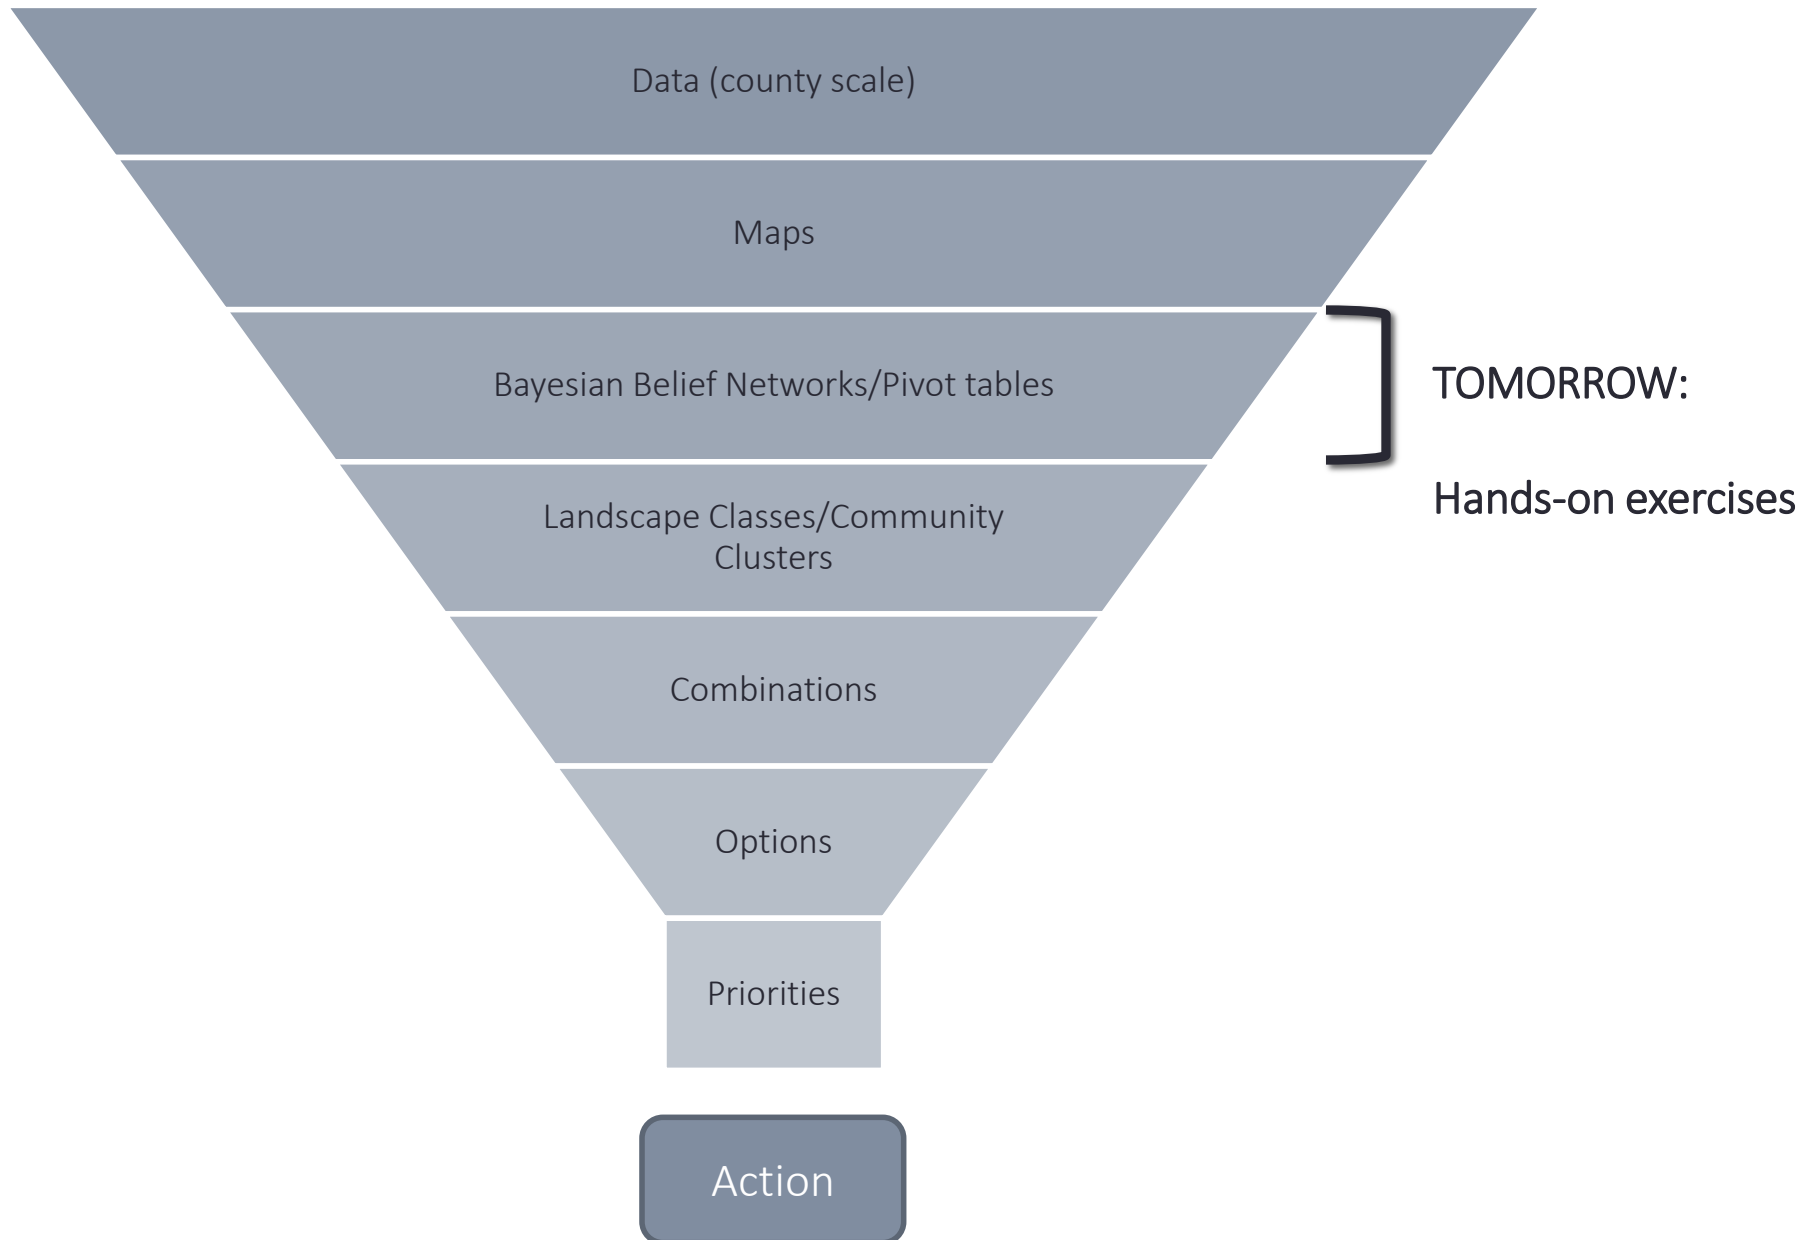 Data (county scale)
Maps
Bayesian Belief Networks/Pivot tables
TOMORROW:
Hands-on exercises
Landscape Classes/Community
Clusters
Combinations
Options
Priorities
Action